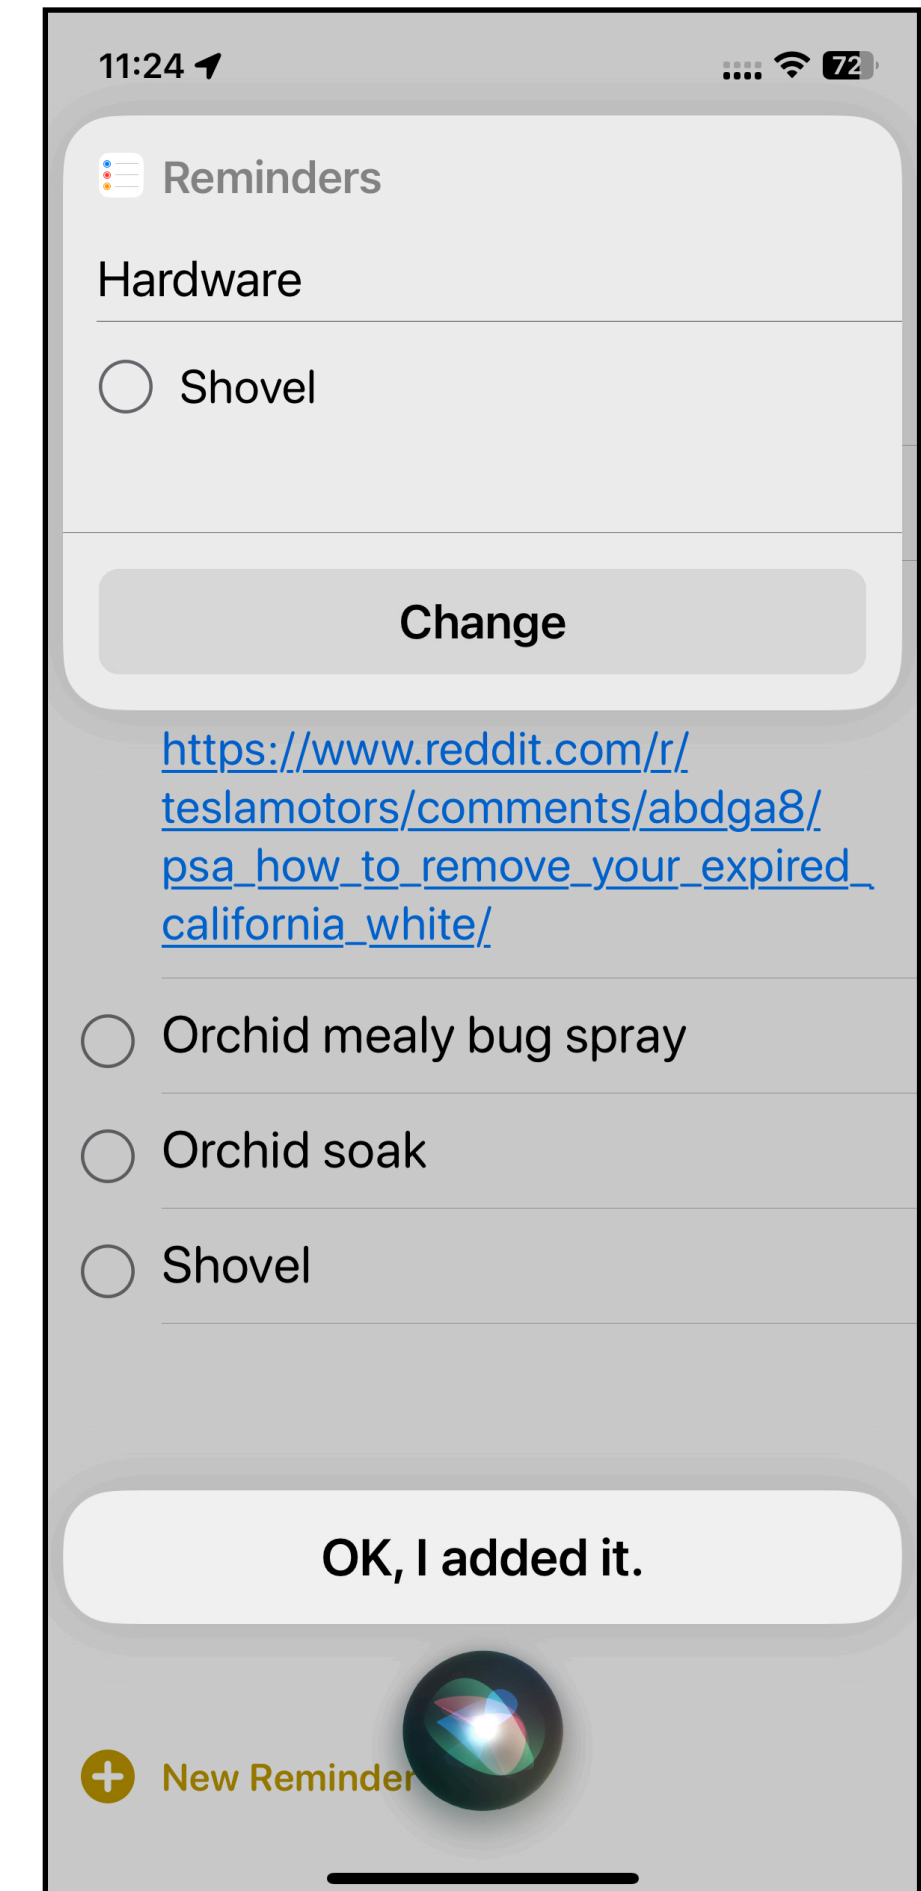 11:24
72
Reminders
Hardware
Shovel
Change
https://www.reddit.com/r/
teslamotors/comments/abdga8/
psa_how_to_remove_your_expired_
california_white/
Orchid mealy bug spray
Orchid soak
Shovel
OK, I added it.
New Reminder